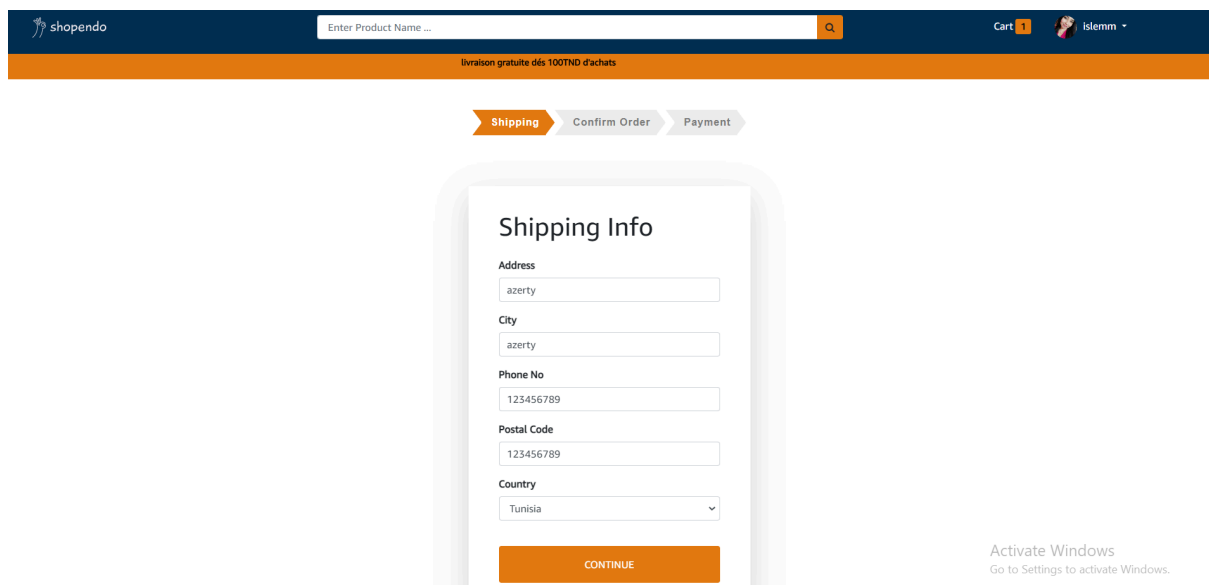 shopendo
Enter Product Name ...
Cart 1
islemm
livraison gratuite dés 100TND d'achats
Shipping
Confirm Order
Payment
Shipping Info
Address
azerty
City
azerty
Phone No
123456789
Postal Code
123456789
Country
Tunisia
CONTINUE
Activate Windows
Go to Settings to activate Windows.